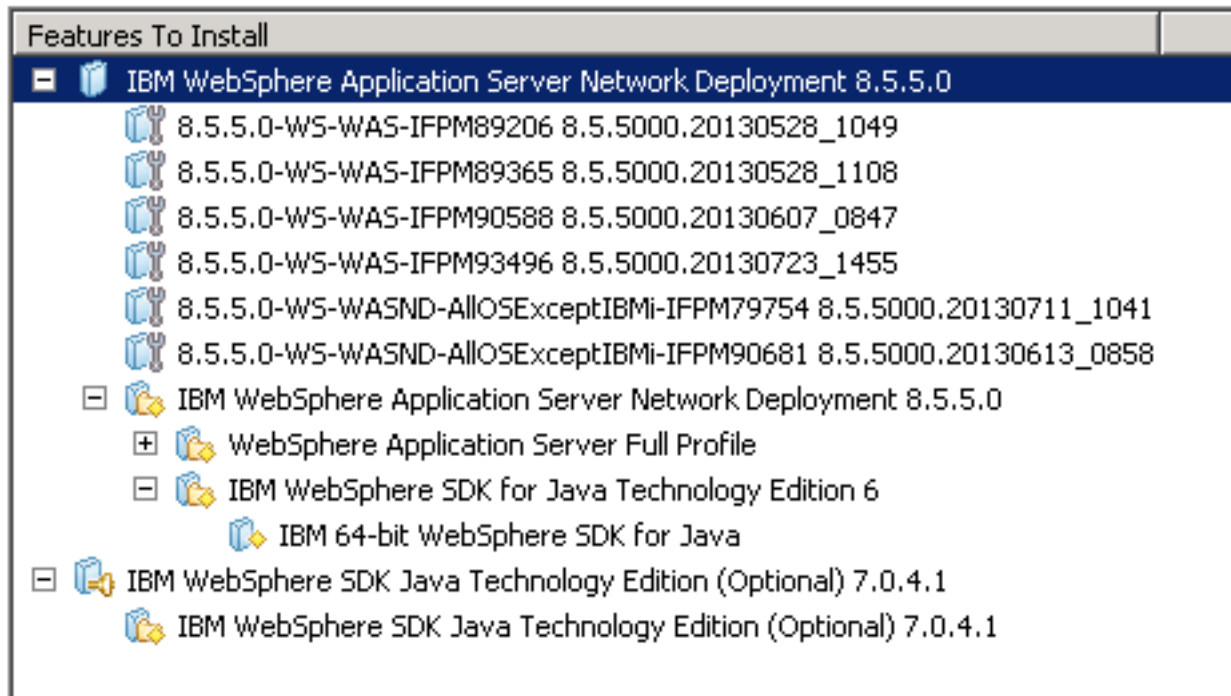 Features To Install
IBM WebSphere Application Server Network Deployment 8.5.5.0
8.5.5.0-WS-WAS-IFPM89206 8.5.5000.20130528_1049
8.5.5.0-WS-WAS-IFPM89365 8.5.5000.20130528_1108
8.5.5.0-WS-WAS-IFPM90588 8.5.5000.20130607_0847
8.5.5.0-WS-WAS-IFPM93496 8.5.5000.20130723_1455
8.5.5.0-WS-WASND-AllOSExceptIBMi-IFPM79754 8.5.5000.20130711_1041
8.5.5.0-WS-WASND-AllOSExceptIBMi-IFPM90681 8.5.5000.20130613_0858
IBM WebSphere Application Server Network Deployment 8.5.5.0
WebSphere Application Server Full Profile
IBM WebSphere SDK for Java Technology Edition 6
IBM 64-bit WebSphere SDK for Java
IBM WebSphere SDK Java Technology Edition (Optional) 7.0.4.1
IBM WebSphere SDK Java Technology Edition (Optional) 7.0.4.1